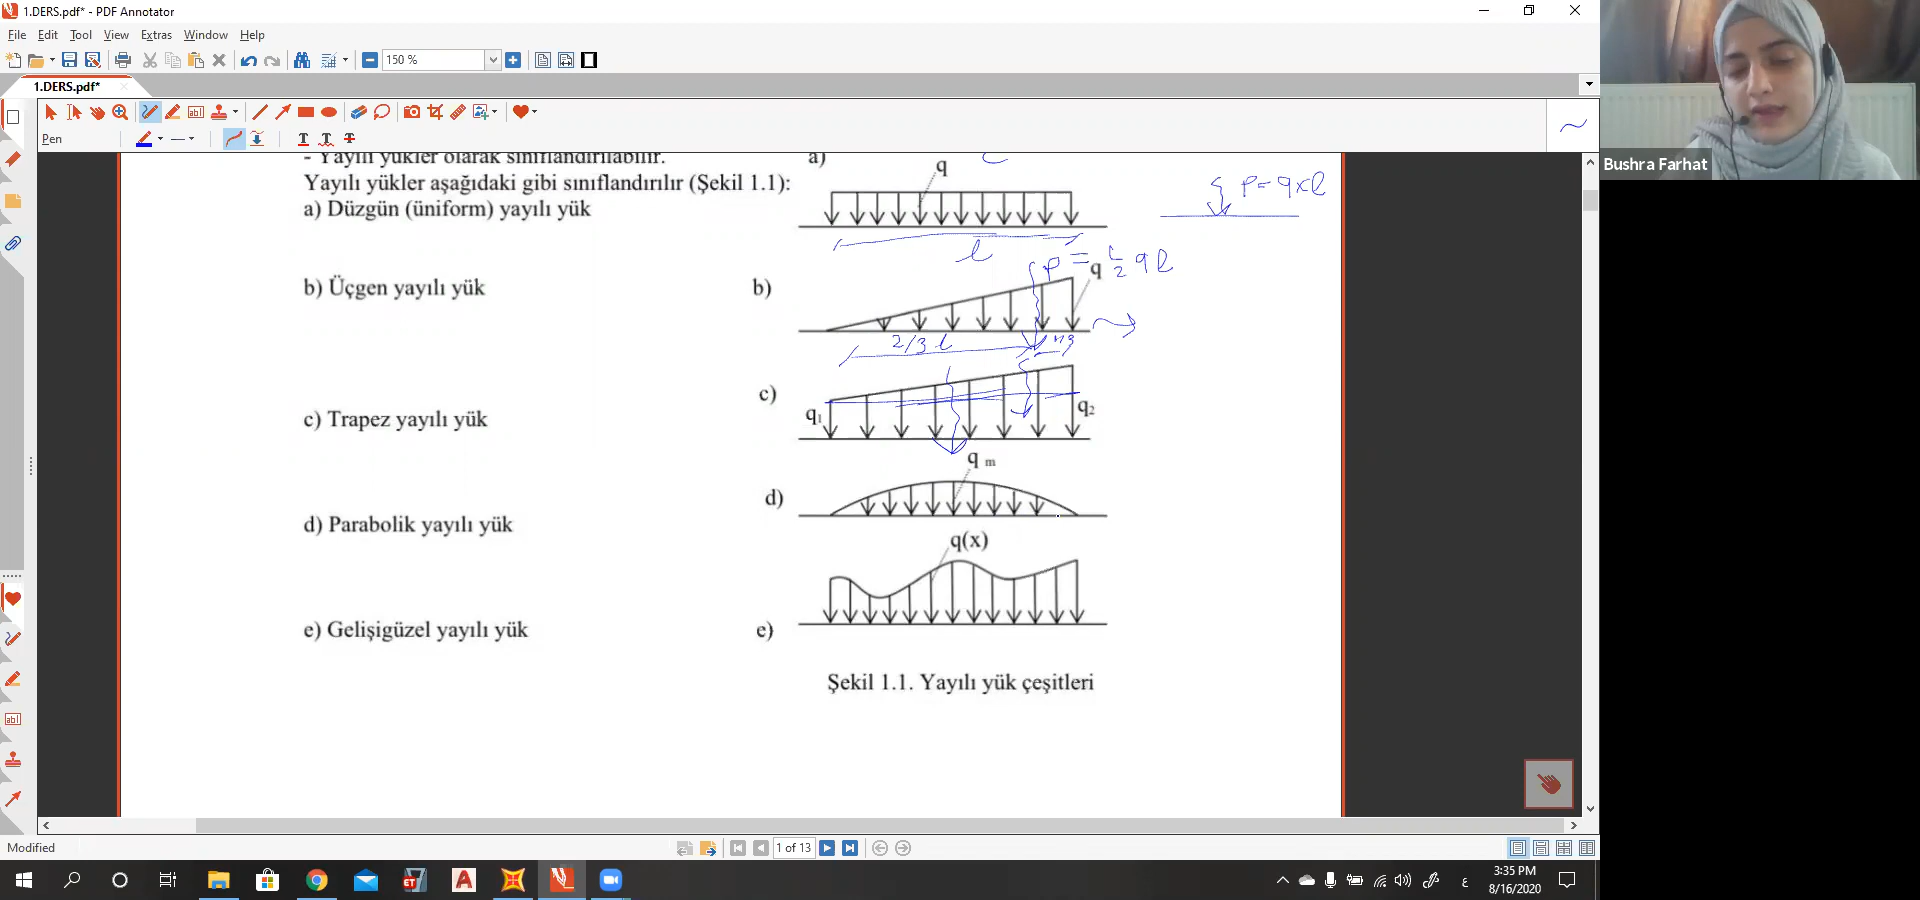 1.DERS.pdf* - PDF Annotator
File Edit Tool View Extras Window Help
150 %
1.DERS.pdf*
Pen
- Yayılı yükler olarak sınıflandırılabilir.
Yayılı yükler aşağıdaki gibi sınıflandırılır (Şekil 1.1):
a) Düzgün (üniform) yayılı yük
b) Üçgen yayılı yük
c) Trapez yayılı yük
d) Parabolik yayılı yük
e) Gelişigüzel yayılı yük
a)
q
P=qxl
l
P = 1/2 q l
b)
q
2/3 l
c)
q1
q2
q m
d)
q(x)
e)
Şekil 1.1. Yayılı yük çeşitleri
Bushra Farhat
Modified
1 of 13
3:35 PM
8/16/2020